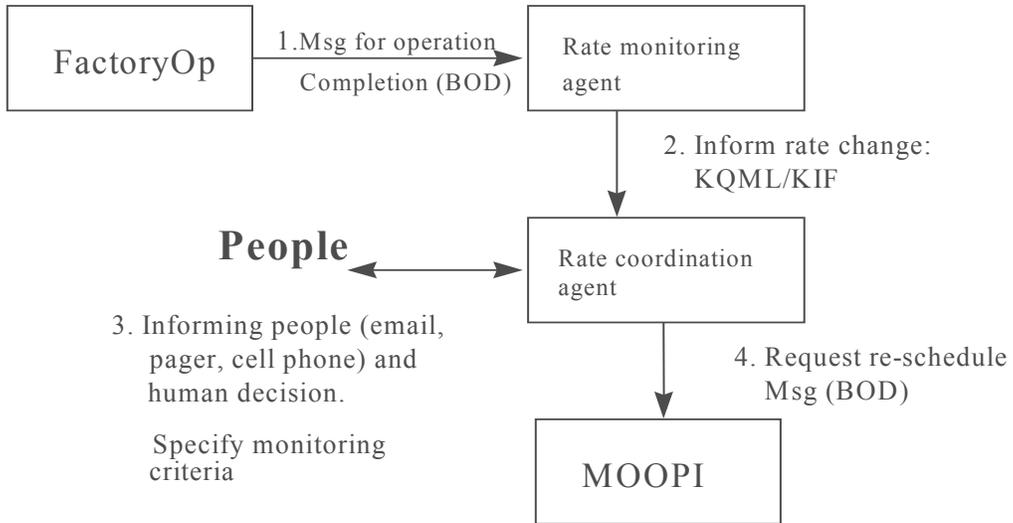 FactoryOp
1.Msg for operation
Completion (BOD)
Rate monitoring
agent
2. Inform rate change:
KQML/KIF
People
Rate coordination
agent
3. Informing people (email,
pager, cell phone) and
human decision.
Specify monitoring
criteria
4. Request re-schedule
Msg (BOD)
MOOPI